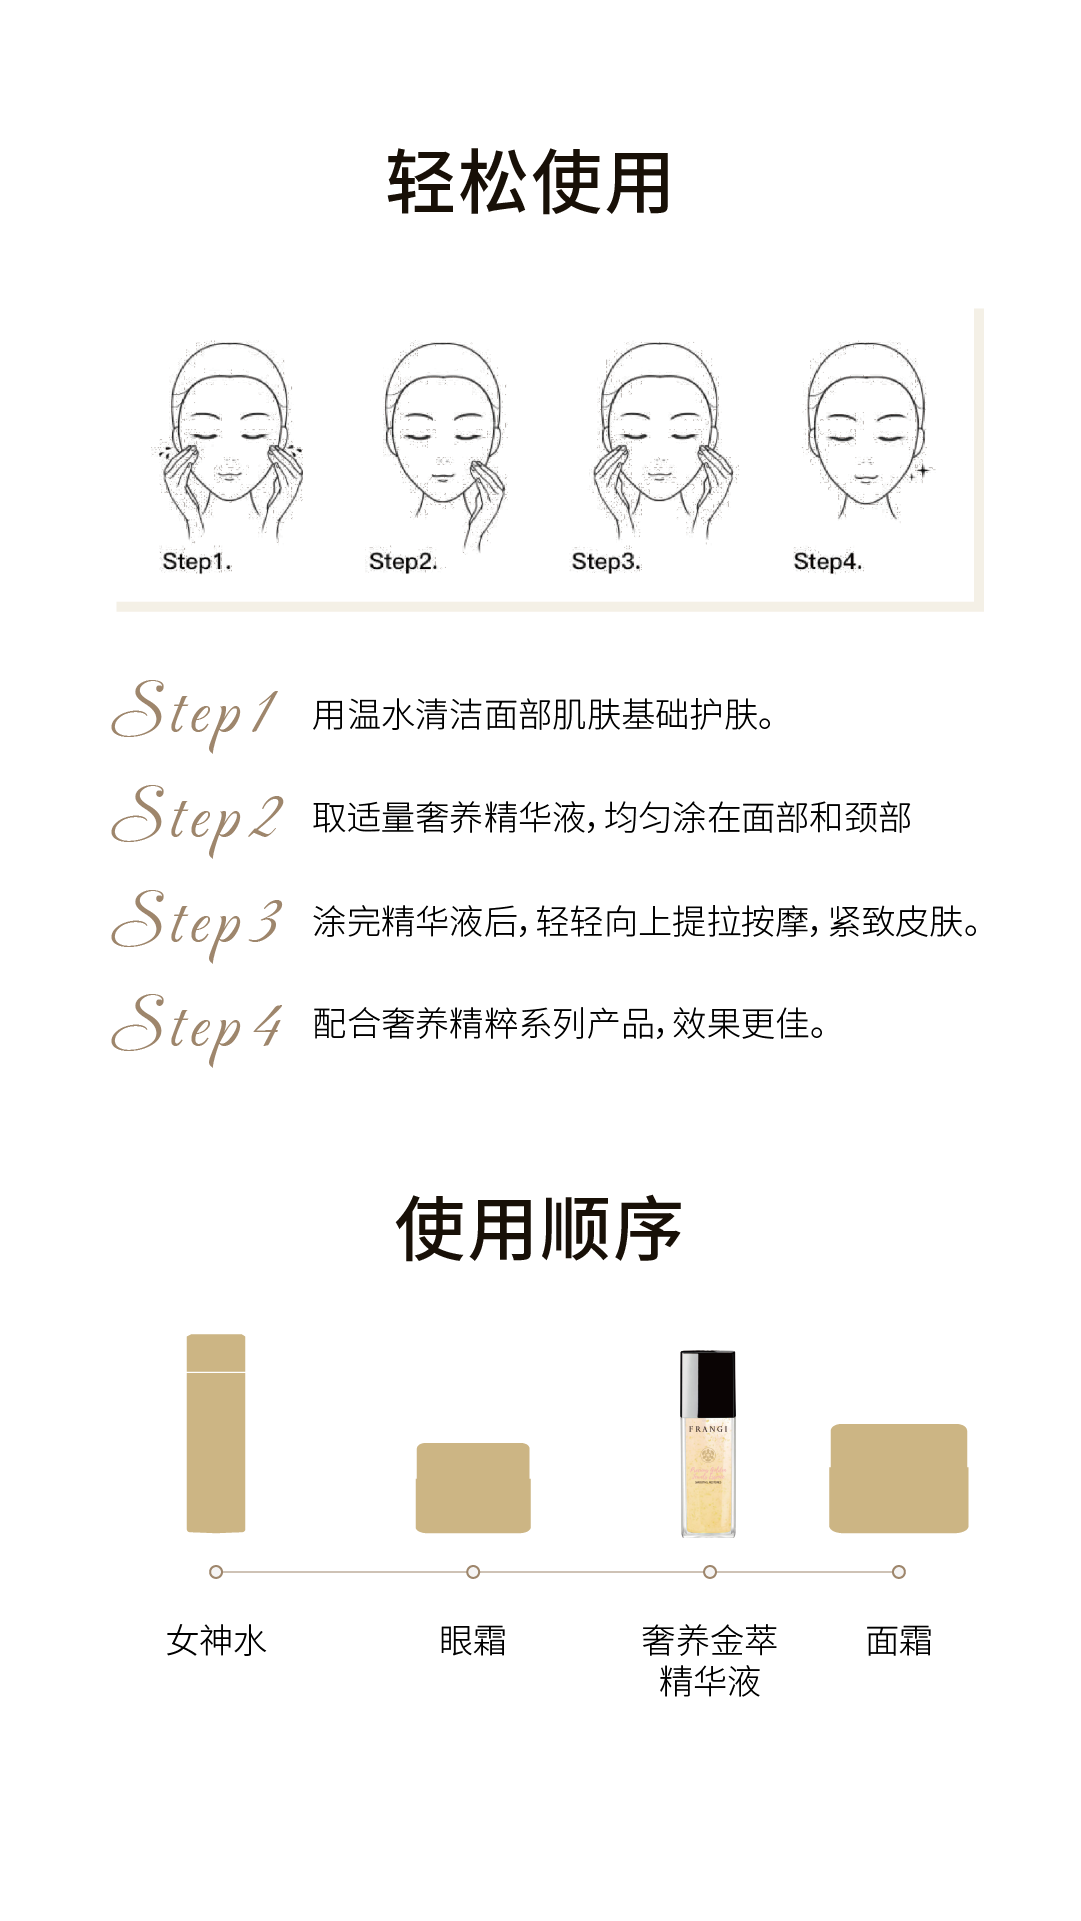 轻松使用
Step1.
Step2.
Step3.
Step4.
Step 1 用温水清洁面部肌肤基础护肤。
Step 2 取适量奢养精华液，均匀涂在面部和颈部
Step 3 涂完精华液后，轻轻向上提拉按摩，紧致皮肤。
Step 4 配合奢养精粹系列产品，效果更佳。
使用顺序
FRANGI
女神水
眼霜
奢养金萃
精华液
面霜